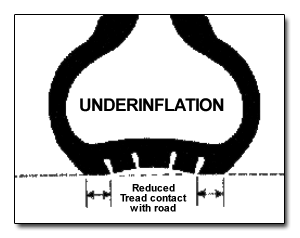 UNDERINFLATION
Reduced
Tread contact
with road